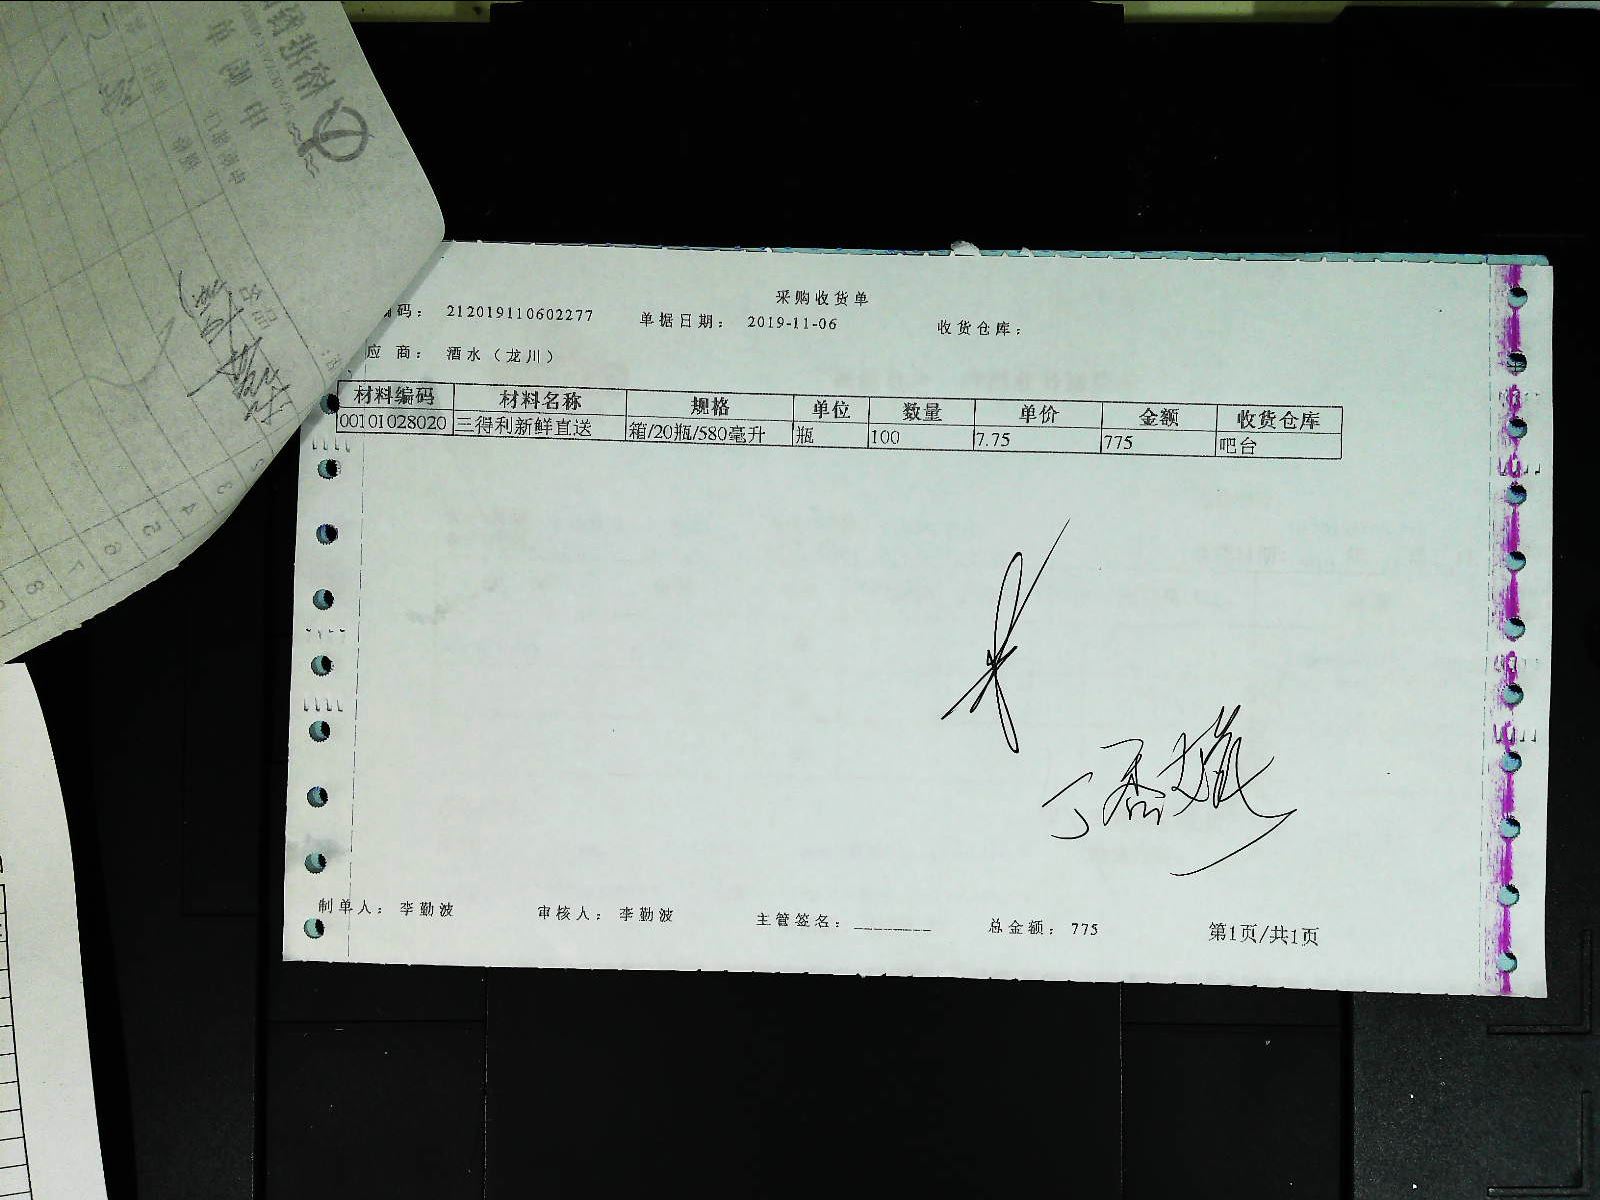 采购收货单
码： 212019110602277 单据日期： 2019-11-06 收货仓库：
应 商： 酒水（龙川）
材料编码 材料名称 规格 单位 数量 单价 金额 收货仓库
00101028020 三得利新鲜直送 箱/20瓶/580毫升 瓶 100 7.75 775 吧台
制单人： 李勤波 审核人： 李勤波 主管签名：________ 总金额： 775 第1页/共1页